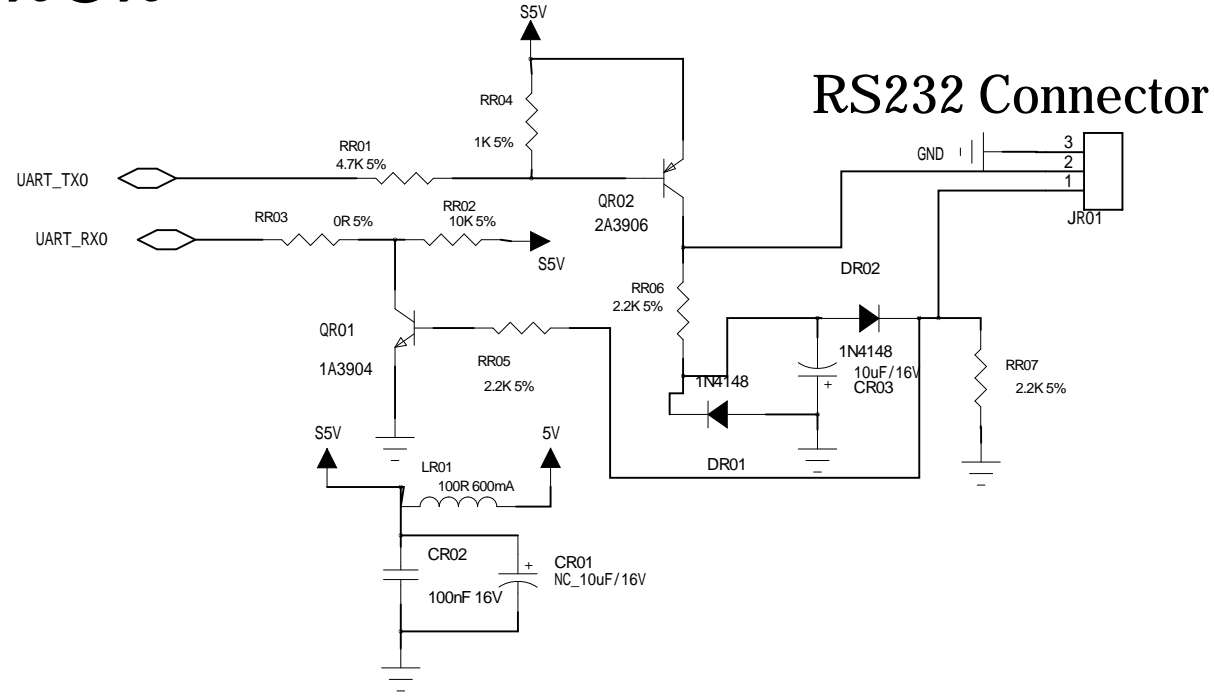 S5V
RS232 Connector
RR04
1K 5%
RR01
4.7K 5%
GND
3
2
1
JR01
UART_TX0
QR02
2A3906
RR03
0R 5%
RR02
10K 5%
UART_RX0
S5V
DR02
RR06
2.2K 5%
QR01
1A3904
RR05
2.2K 5%
1N4148
10uF/16V
CR03
+
1N4148
RR07
2.2K 5%
DR01
S5V
5V
LR01
100R 600mA
CR02
100nF 16V
+
CR01
NC_10uF/16V